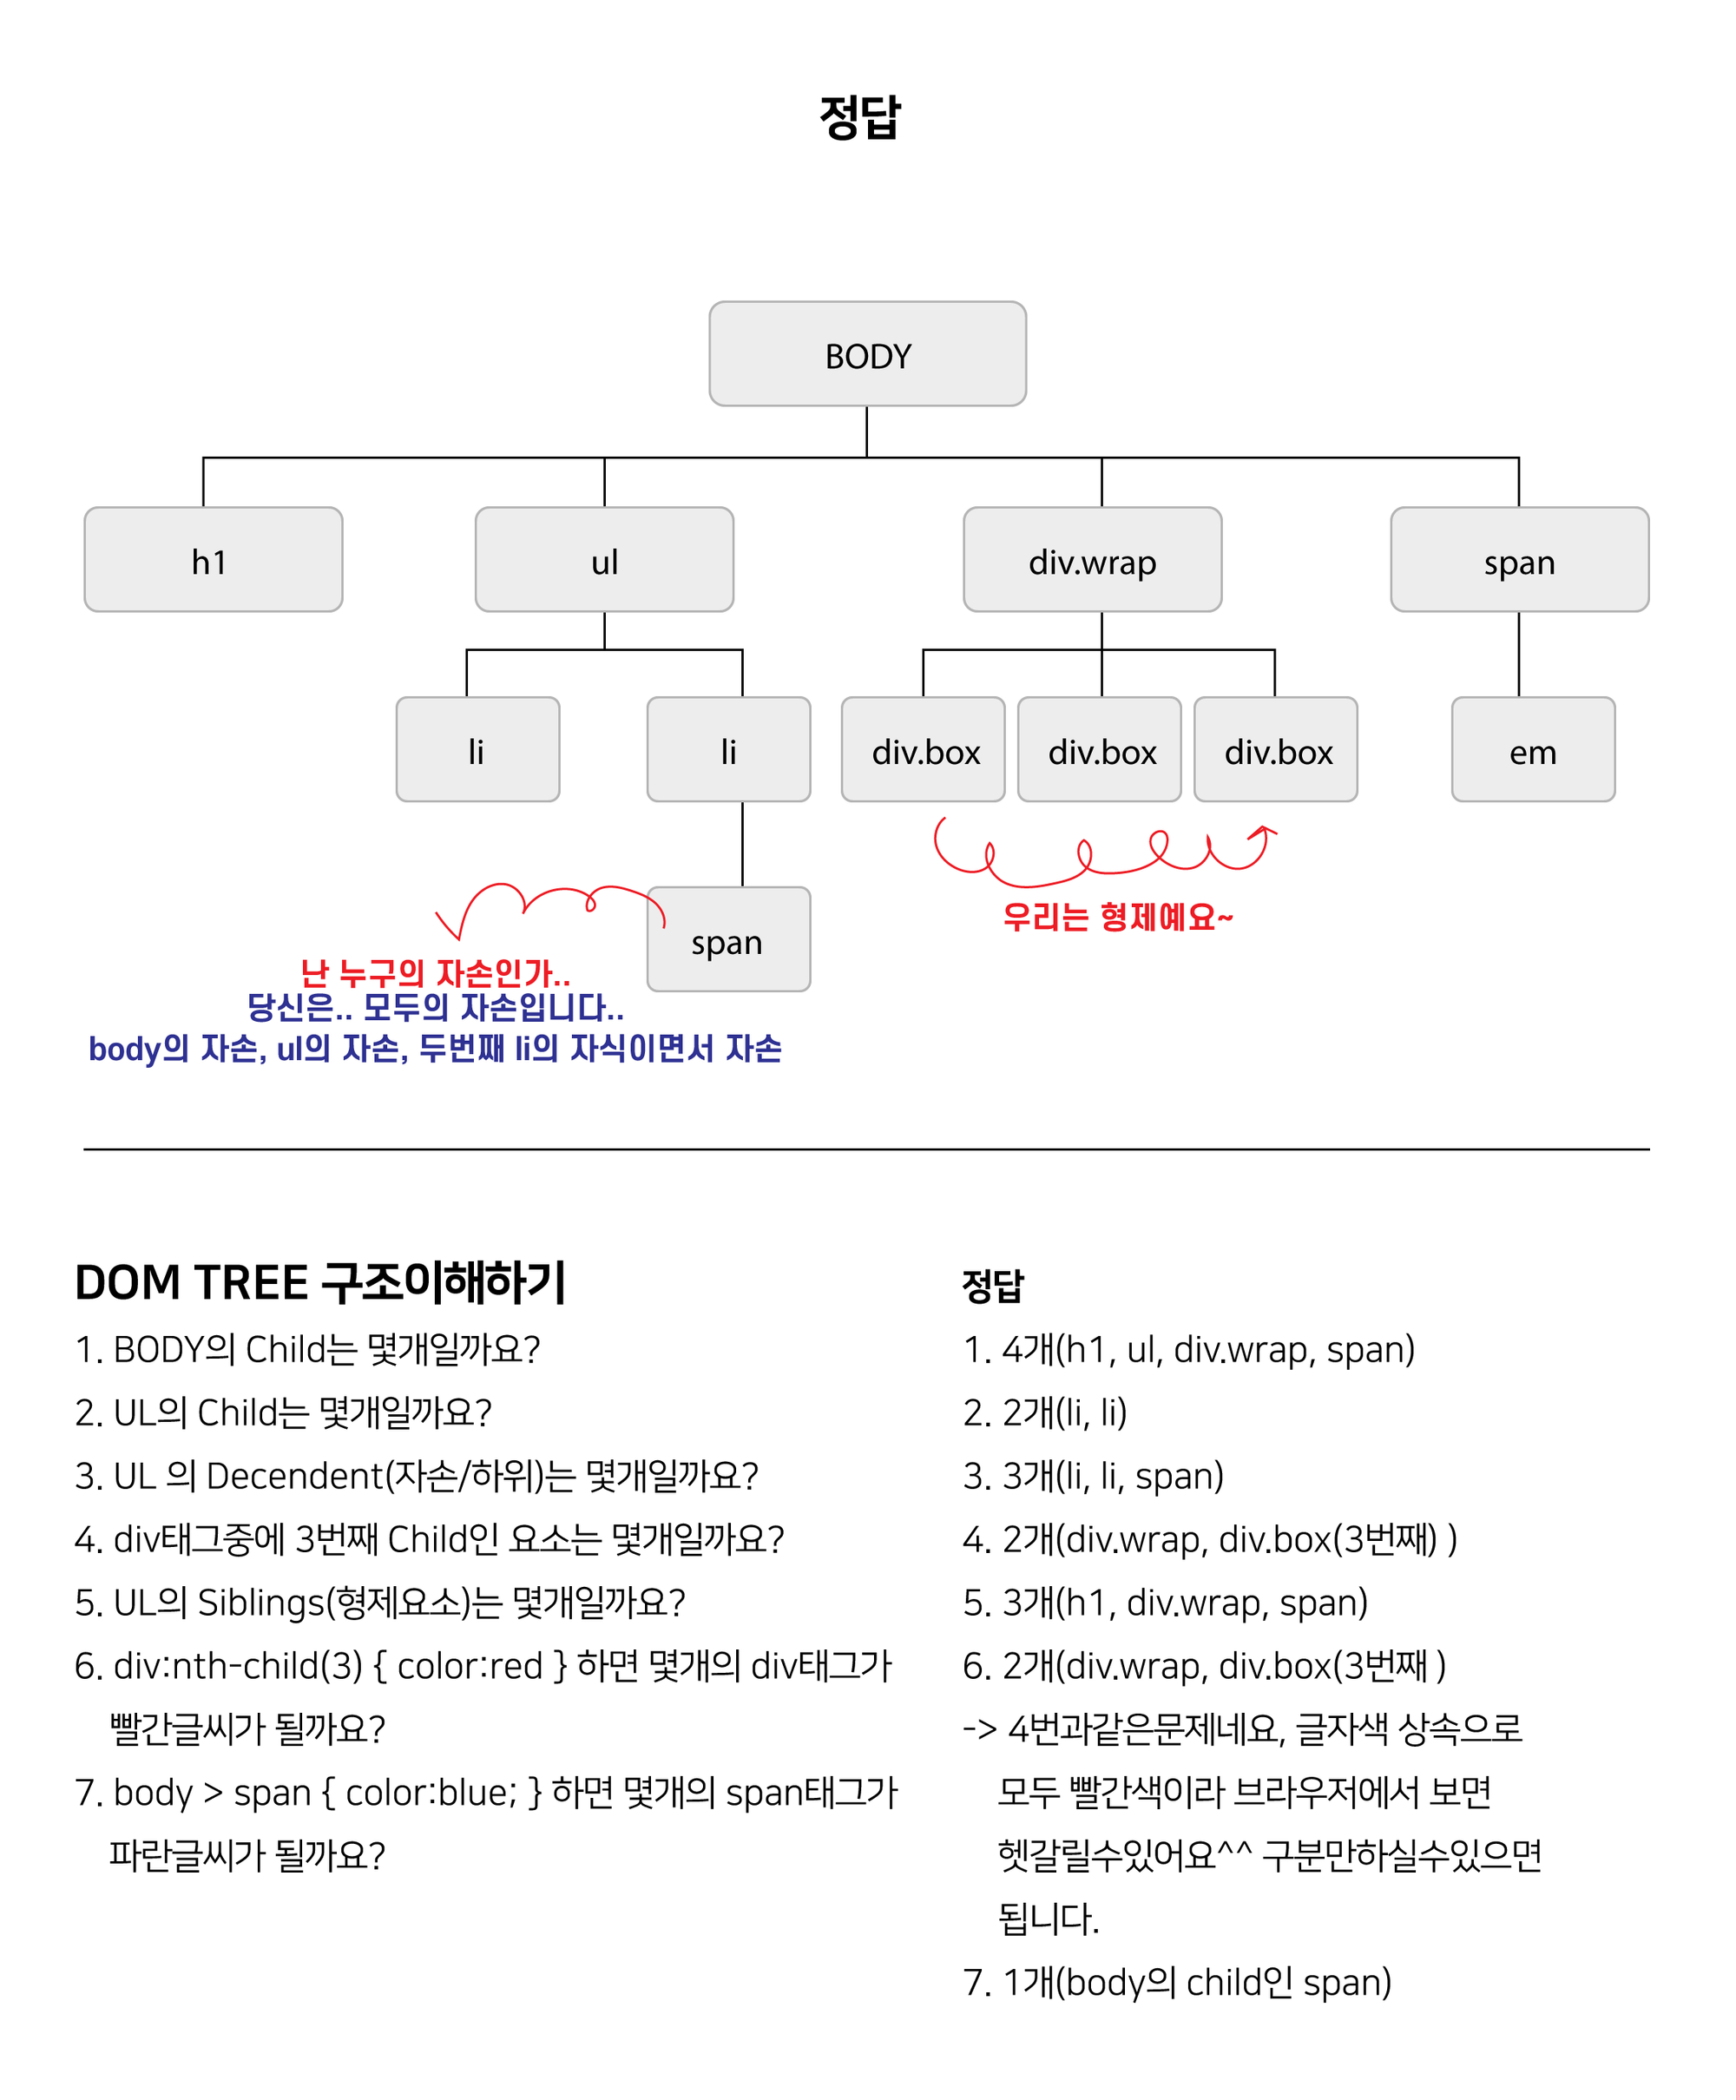 정답
BODY
h1
ul
div.wrap
span
li
li
div.box
div.box
div.box
em
우리는 형제예요~
span
난 누구의 자손인가..
당신은.. 모두의 자손입니다..
body의 자손, ul의 자손, 두번째 li의 자식이면서 자손
DOM TREE 구조이해하기
1. BODY의 Child는 몇개일까요?
2. UL의 Child는 몇개일까요?
3. UL 의 Decendent(자손/하위)는 몇개일까요?
4. div태그중에 3번째 Child인 요소는 몇개일까요?
5. UL의 Siblings(형제요소)는 몇개일까요?
6. div:nth-child(3) { color:red } 하면 몇개의 div태그가
빨간글씨가 될까요?
7. body > span { color:blue; } 하면 몇개의 span태그가
파란글씨가 될까요?
정답
1. 4개(h1, ul, div.wrap, span)
2. 2개(li, li)
3. 3개(li, li, span)
4. 2개(div.wrap, div.box(3번째) )
5. 3개(h1, div.wrap, span)
6. 2개(div.wrap, div.box(3번째 )
-> 4번과같은문제네요, 글자색 상속으로
모두 빨간색이라 브라우저에서 보면
헷갈릴수있어요^^ 구분만하실수있으면
됩니다.
7. 1개(body의 child인 span)